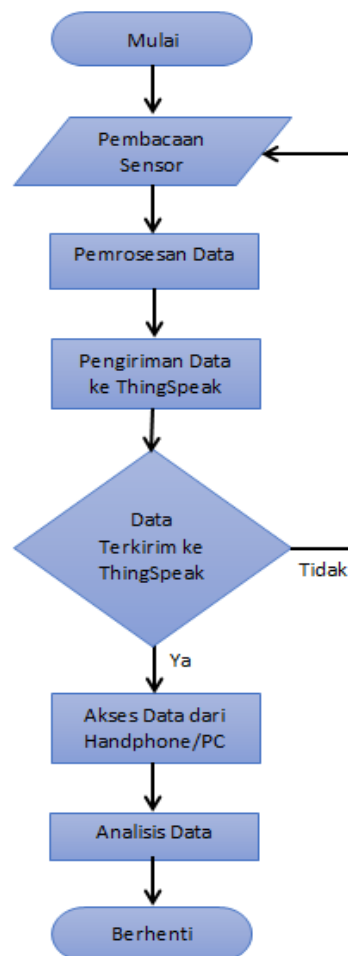 Mulai
Pembacaan
Sensor
Pemrosesan Data
Pengiriman Data
ke ThingSpeak
Data
Terkirim ke
ThingSpeak
Tidak
Ya
Akses Data dari
Handphone/PC
Analisis Data
Berhenti